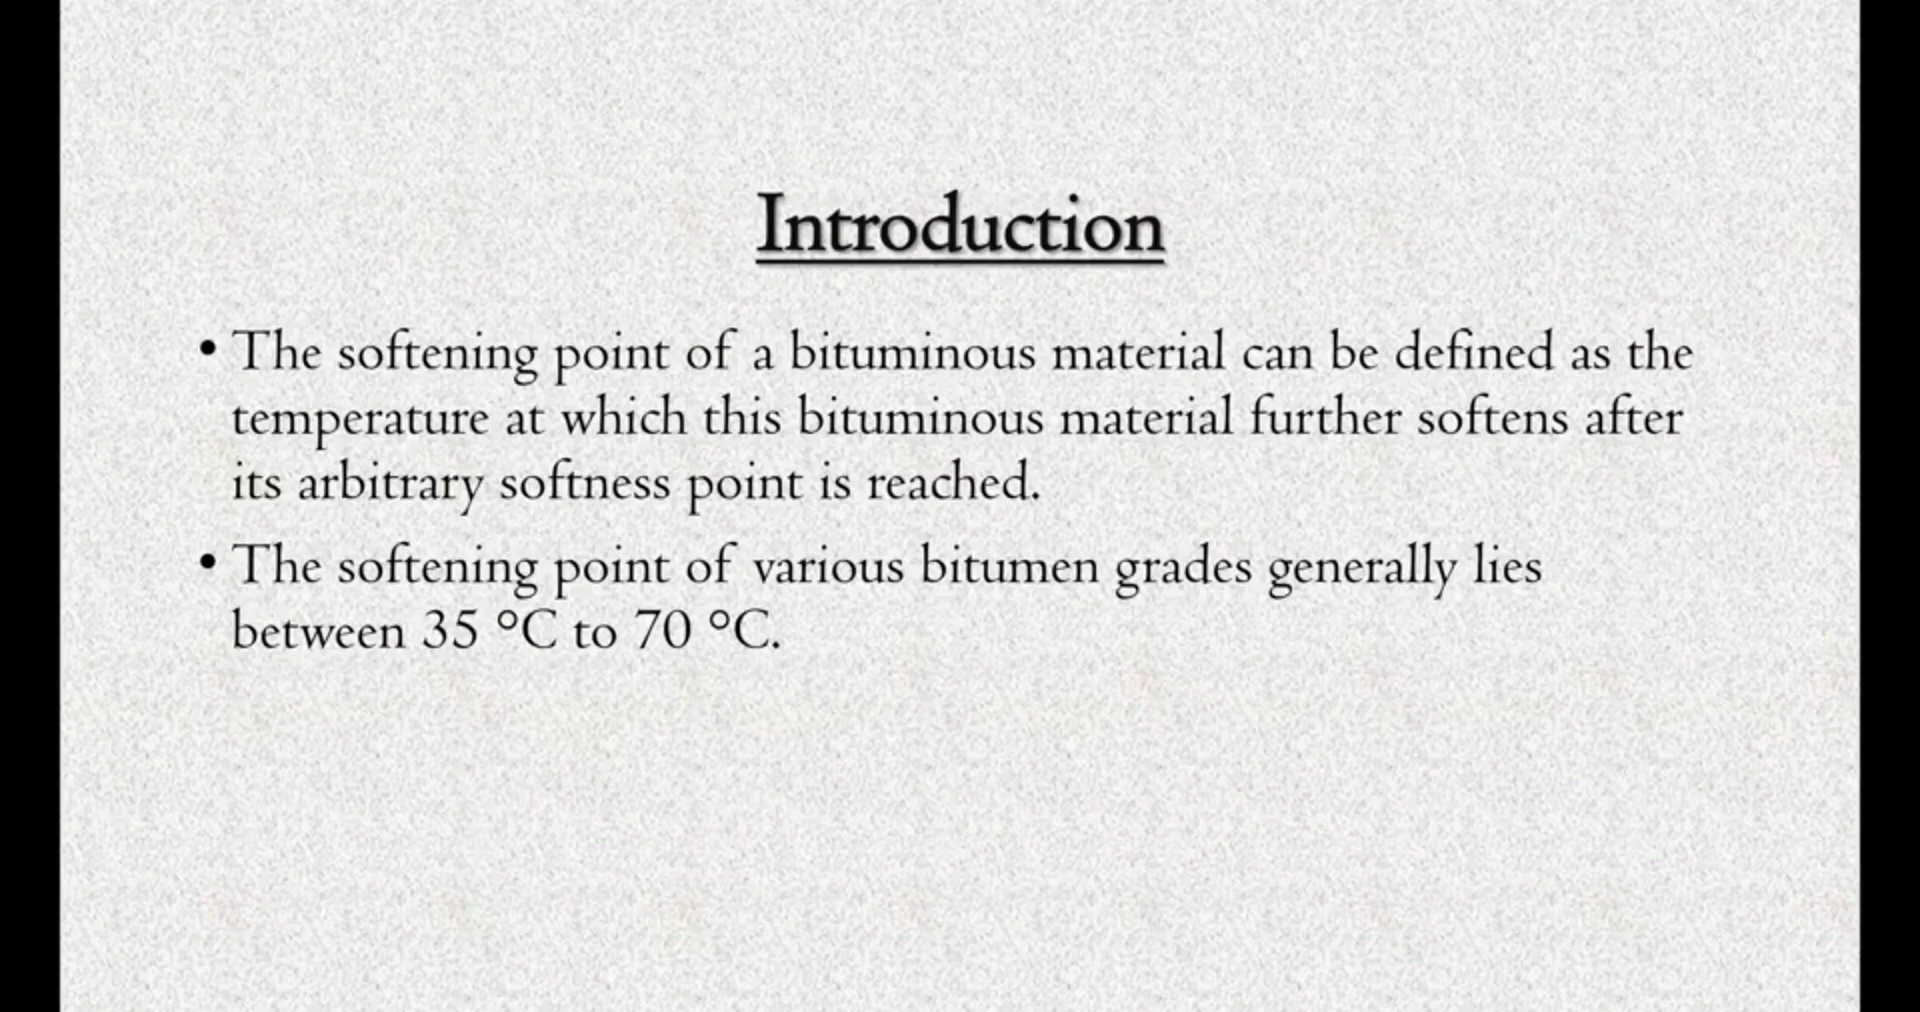 Introduction
• The softening point of a bituminous material can be defined as the
temperature at which this bituminous material further softens after
its arbitrary softness point is reached.
• The softening point of various bitumen grades generally lies
between 35 °C to 70 °C.